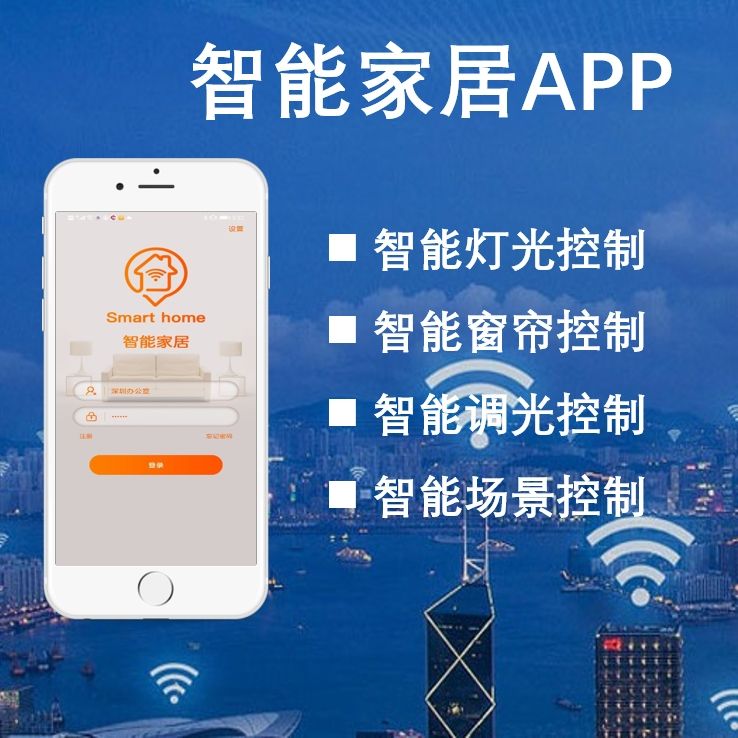 智能家居APP
智能灯光控制
智能窗帘控制
智能调光控制
智能场景控制
设置
Smart home
智能家居
深圳办公室
••••••
注册 忘记密码
登录